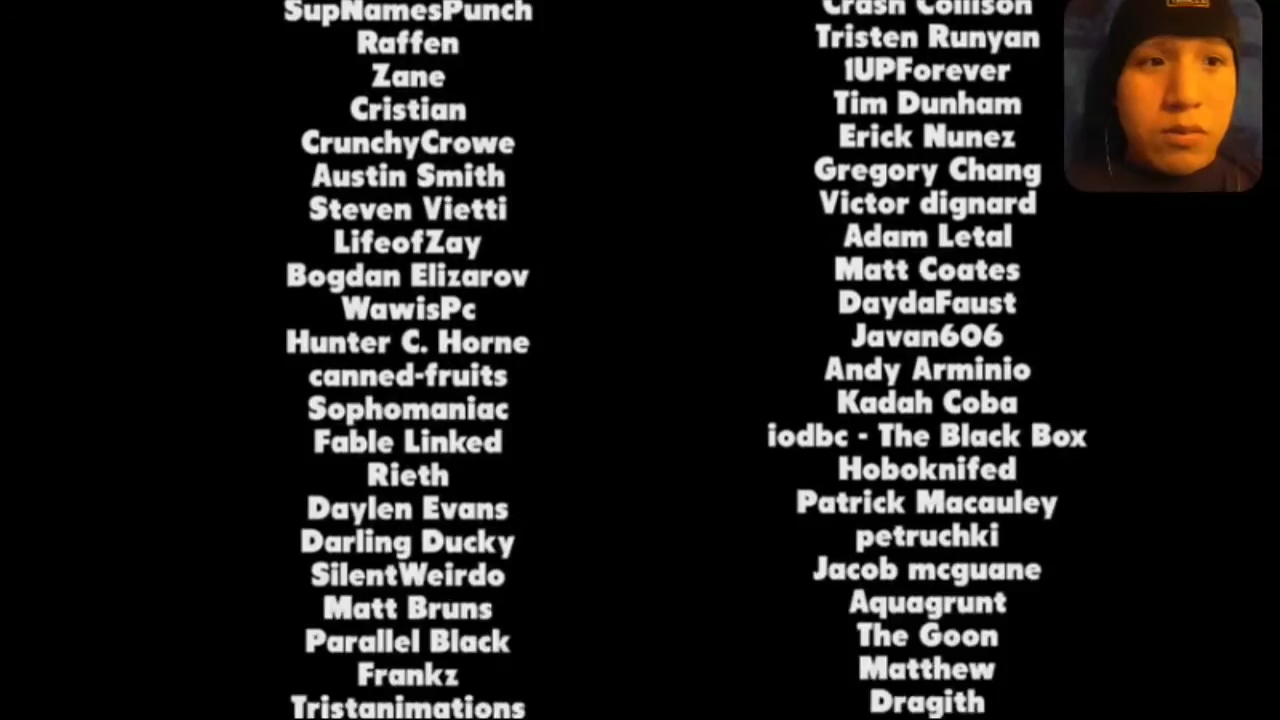 SupNamesPunch
Raffen
Zane
Cristian
CrunchyCrowe
Austin Smith
Steven Vietti
LifeofZay
Bogdan Elizarov
WawisPc
Hunter C. Horne
canned-fruits
Sophomaniac
Fable Linked
Rieth
Daylen Evans
Darling Ducky
SilentWeirdo
Matt Bruns
Parallel Black
Frankz
Tristanimations
Crash Collison
Tristen Runyan
1UPForever
Tim Dunham
Erick Nunez
Gregory Chang
Victor dignard
Adam Letal
Matt Coates
DaydaFaust
Javan606
Andy Arminio
Kadah Coba
iodbc - The Black Box
Hoboknifed
Patrick Macauley
petruchki
Jacob mcguane
Aquagrunt
The Goon
Matthew
Dragith